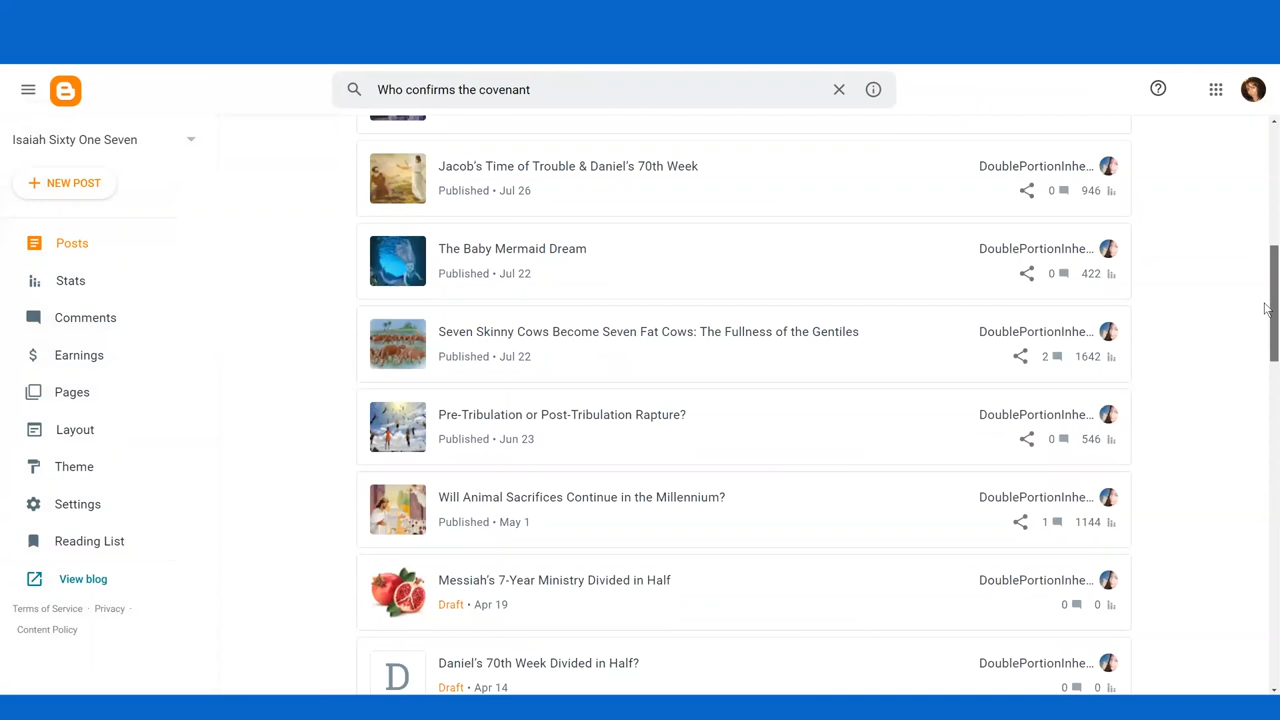 Who confirms the covenant
Isaiah Sixty One Seven
NEW POST
Posts
Stats
Comments
Earnings
Pages
Layout
Theme
Settings
Reading List
View blog
Terms of Service · Privacy ·
Content Policy
Jacob's Time of Trouble & Daniel's 70th Week
DoublePortionInhe...
Published • Jul 26
0 946
The Baby Mermaid Dream
DoublePortionInhe...
Published • Jul 22
0 422
Seven Skinny Cows Become Seven Fat Cows: The Fullness of the Gentiles
DoublePortionInhe...
Published • Jul 22
2 1642
Pre-Tribulation or Post-Tribulation Rapture?
DoublePortionInhe...
Published • Jun 23
0 546
Will Animal Sacrifices Continue in the Millennium?
DoublePortionInhe...
Published • May 1
1 1144
Messiah's 7-Year Ministry Divided in Half
DoublePortionInhe...
Draft • Apr 19
0 0
D
Daniel's 70th Week Divided in Half?
DoublePortionInhe...
Draft • Apr 14
0 0